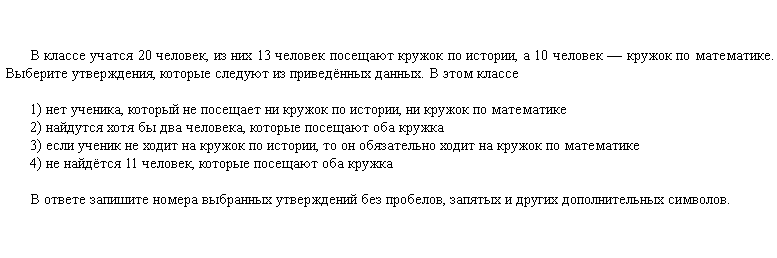 В классе учатся 20 человек, из них 13 человек посещают кружок по истории, а 10 человек — кружок по математике.
Выберите утверждения, которые следуют из приведённых данных. В этом классе
1) нет ученика, который не посещает ни кружок по истории, ни кружок по математике
2) найдутся хотя бы два человека, которые посещают оба кружка
3) если ученик не ходит на кружок по истории, то он обязательно ходит на кружок по математике
4) не найдётся 11 человек, которые посещают оба кружка
В ответе запишите номера выбранных утверждений без пробелов, запятых и других дополнительных символов.